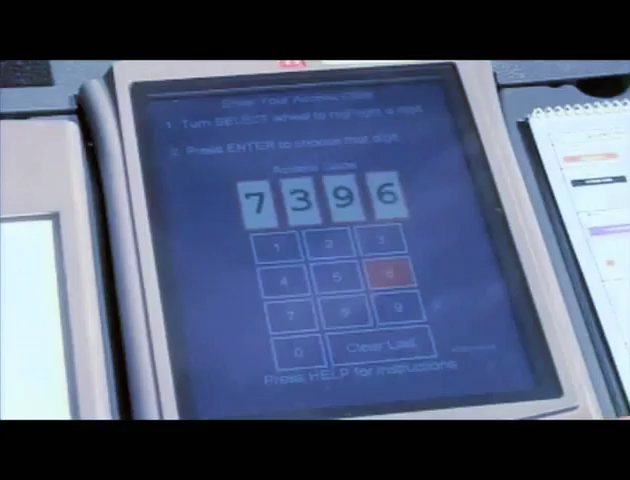 Enter Your Access Code
1. Turn SELECT wheel to highlight a digit
2. Press ENTER to choose that digit
Access Code
7 3 9 6
1 2 3
4 5 6
7 8 9
0 Clear Last
Press HELP for instructions